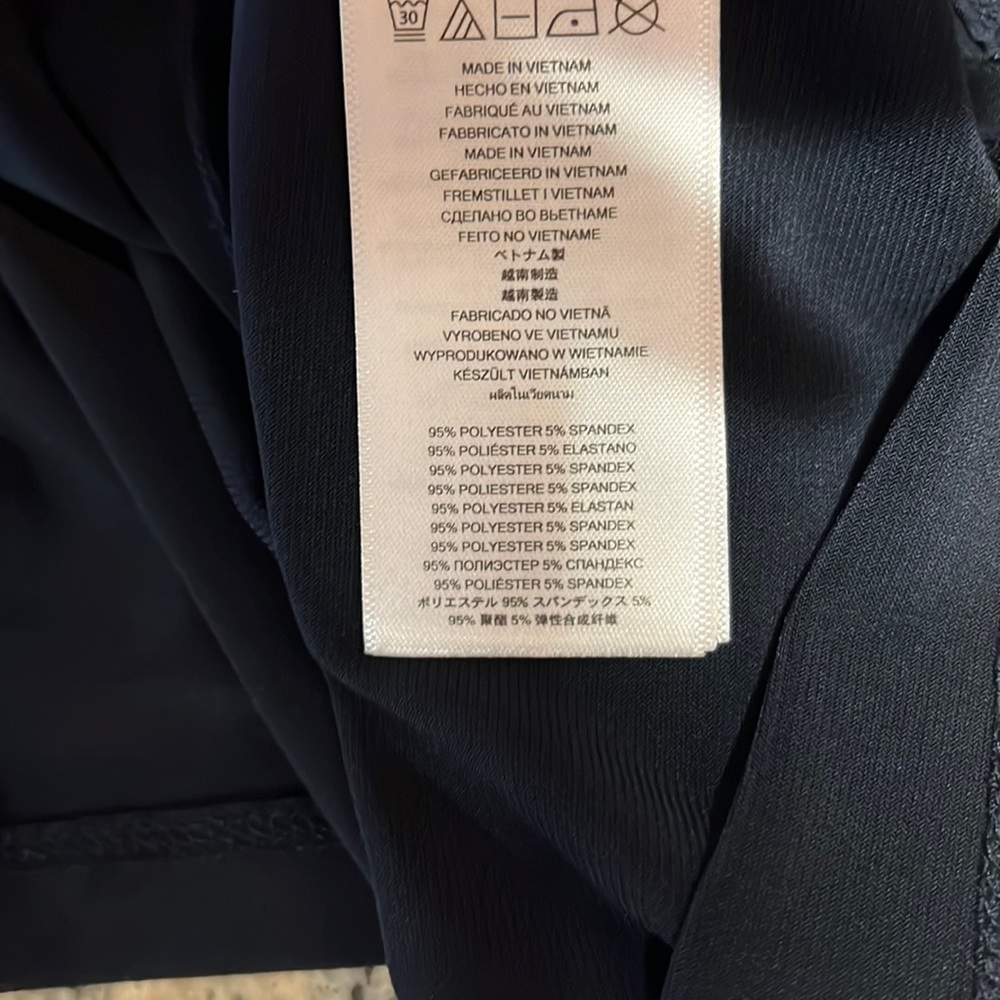 30
MADE IN VIETNAM
HECHO EN VIETNAM
FABRIQUÉ AU VIETNAM
FABBRICATO IN VIETNAM
MADE IN VIETNAM
GEFABRICEERD IN VIETNAM
FREMSTILLET I VIETNAM
СДЕЛАНО ВО ВЬЕТНАМЕ
FEITO NO VIETNAME
ベトナム製
越南制造
越南製造
FABRICADO NO VIETNÃ
VYROBENO VE VIETNAMU
WYPRODUKOWANO W WIETNAMIE
KÉSZÜLT VIETNÁMBAN
ผลิตในเวียดนาม
95% POLYESTER 5% SPANDEX
95% POLIÉSTER 5% ELASTANO
95% POLYESTER 5% SPANDEX
95% POLIESTERE 5% SPANDEX
95% POLYESTER 5% ELASTAN
95% POLYESTER 5% SPANDEX
95% POLYESTER 5% SPANDEX
95% ПОЛИЭСТЕР 5% СПАНДЕКС
95% POLIÉSTER 5% SPANDEX
ポリエステル 95% スパンデックス 5%
95% 聚酯 5% 弹性合成纤维